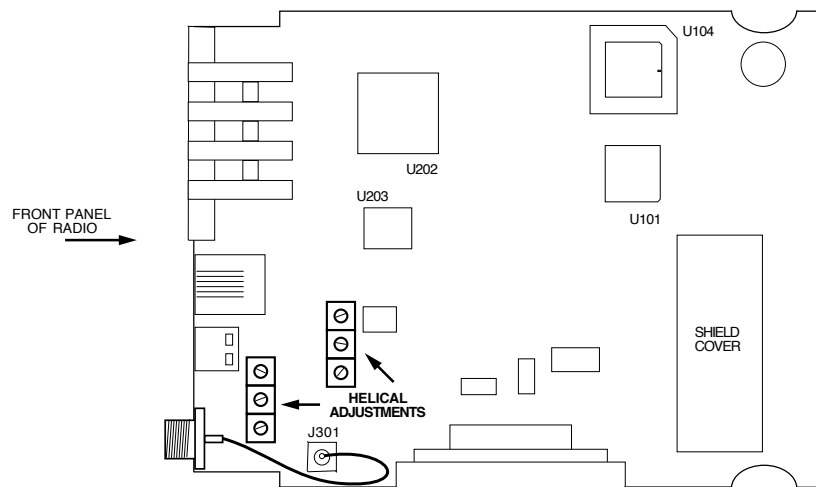 U104
U202
U203
U101
FRONT PANEL
OF RADIO
SHIELD
COVER
HELICAL
ADJUSTMENTS
J301